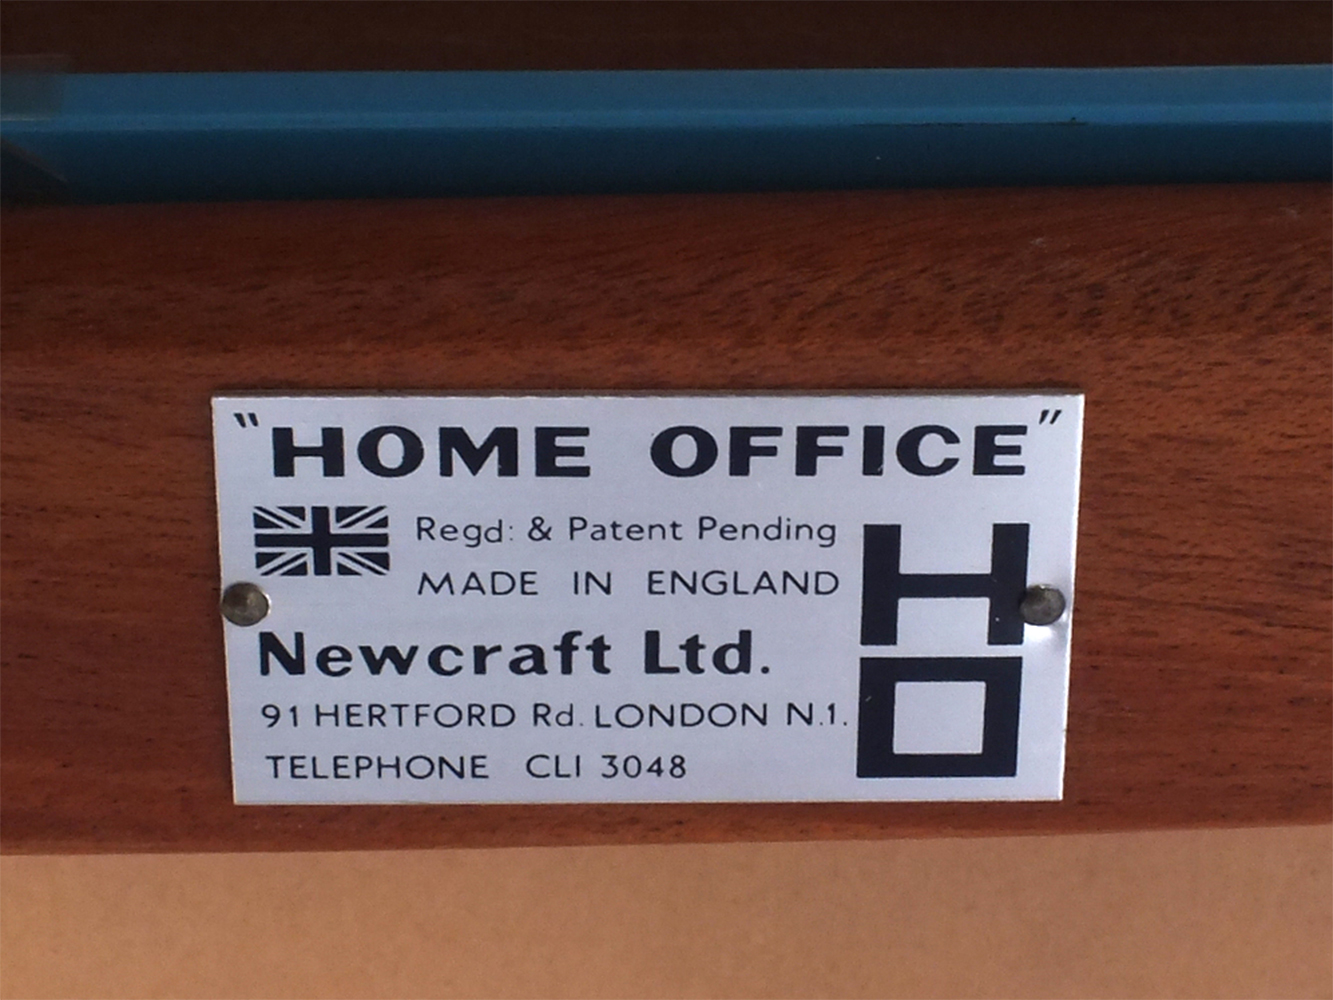 "HOME OFFICE"
Regd: & Patent Pending
MADE IN ENGLAND
Newcraft Ltd.
91 HERTFORD Rd. LONDON N.1.
TELEPHONE CLI 3048
HO